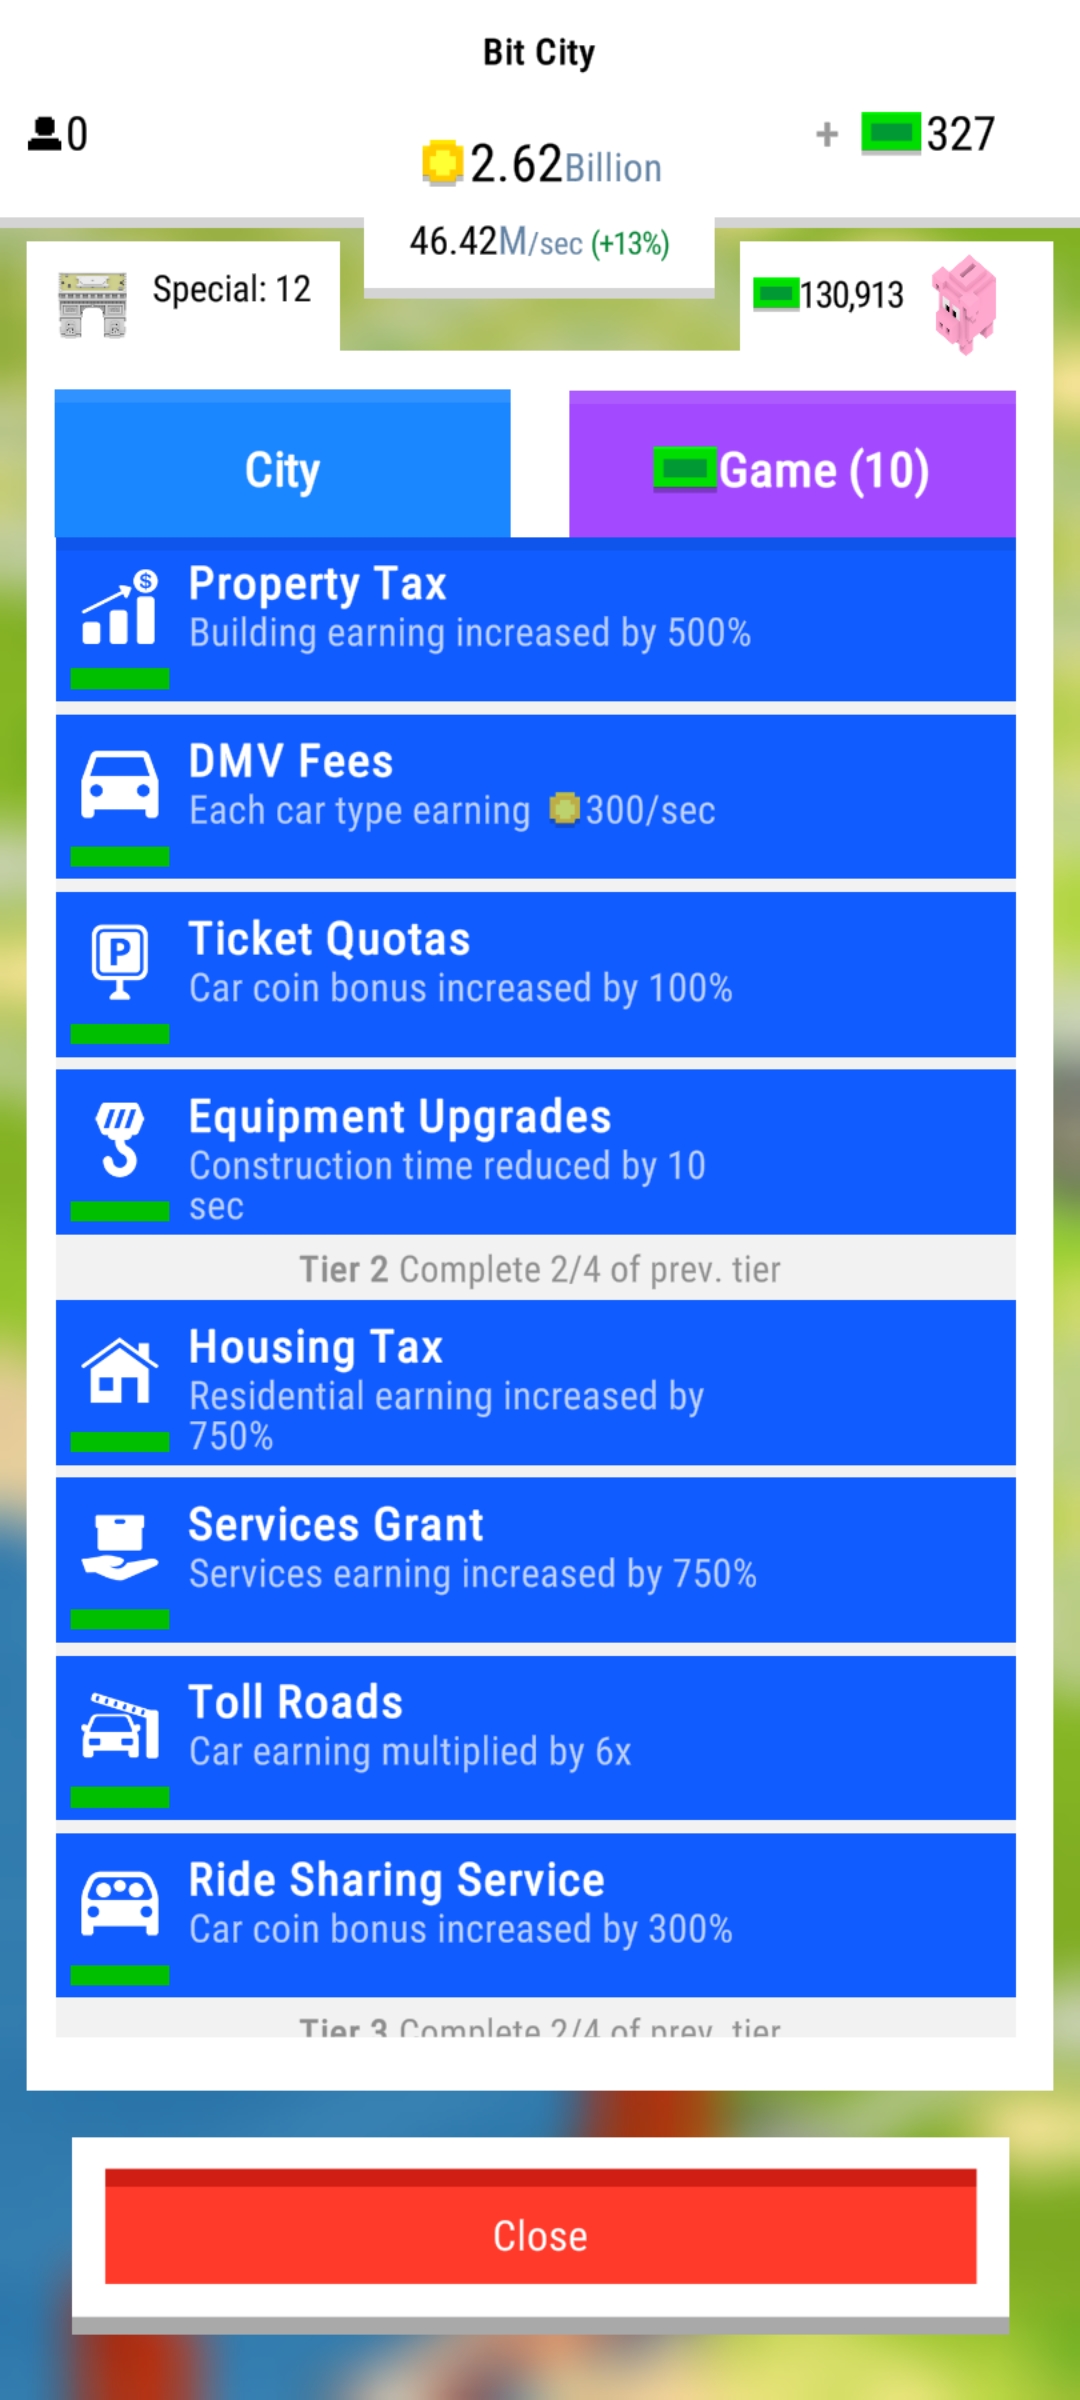 Bit City
0
2.62Billion
+ 327
46.42M/sec (+13%)
Special: 12
130,913
City
Game (10)
Property Tax
Building earning increased by 500%
DMV Fees
Each car type earning 300/sec
P
Ticket Quotas
Car coin bonus increased by 100%
Equipment Upgrades
Construction time reduced by 10
sec
Tier 2 Complete 2/4 of prev. tier
Housing Tax
Residential earning increased by
750%
Services Grant
Services earning increased by 750%
Toll Roads
Car earning multiplied by 6x
Ride Sharing Service
Car coin bonus increased by 300%
Tier 3 Complete 2/4 of prev. tier
Close